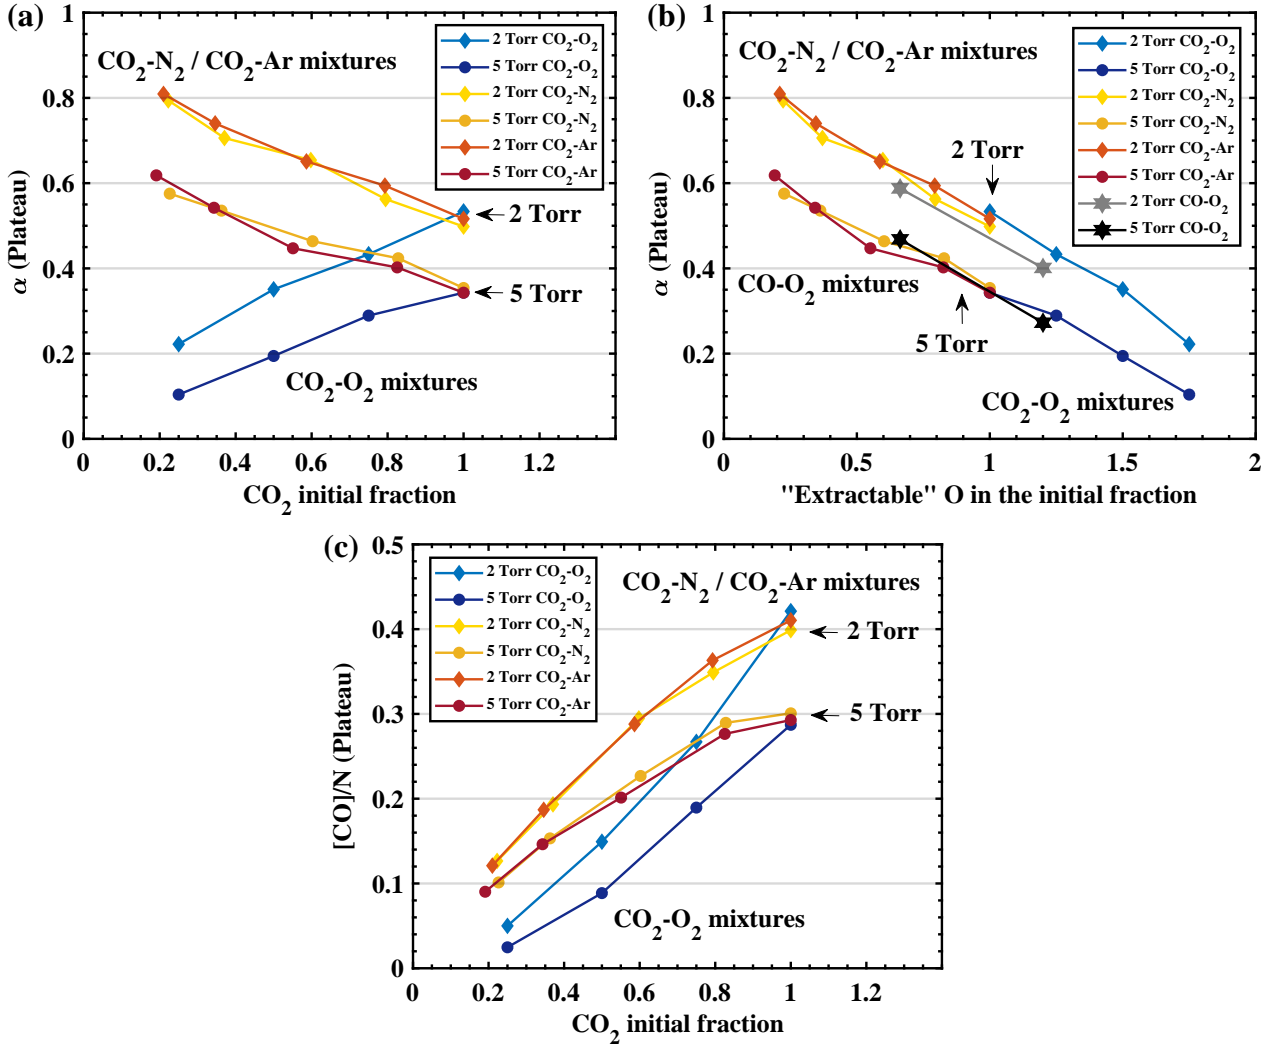 (a)
1
0.8
0.6
0.4
0.2
0
α (Plateau)
CO2-N2 / CO2-Ar mixtures
2 Torr CO2-O2
5 Torr CO2-O2
2 Torr CO2-N2
5 Torr CO2-N2
2 Torr CO2-Ar
5 Torr CO2-Ar
2 Torr
5 Torr
CO2-O2 mixtures
0 0.2 0.4 0.6 0.8 1 1.2
CO2 initial fraction
(b)
1
0.8
0.6
0.4
0.2
0
α (Plateau)
CO2-N2 / CO2-Ar mixtures
2 Torr CO2-O2
5 Torr CO2-O2
2 Torr CO2-N2
5 Torr CO2-N2
2 Torr CO2-Ar
5 Torr CO2-Ar
2 Torr CO-O2
5 Torr CO-O2
2 Torr
CO-O2 mixtures
5 Torr
CO2-O2 mixtures
0 0.5 1 1.5 2
"Extractable" O in the initial fraction
(c)
0.5
0.4
0.3
0.2
0.1
0
[CO]/N (Plateau)
2 Torr CO2-O2
5 Torr CO2-O2
2 Torr CO2-N2
5 Torr CO2-N2
2 Torr CO2-Ar
5 Torr CO2-Ar
CO2-N2 / CO2-Ar mixtures
2 Torr
5 Torr
CO2-O2 mixtures
0 0.2 0.4 0.6 0.8 1 1.2
CO2 initial fraction